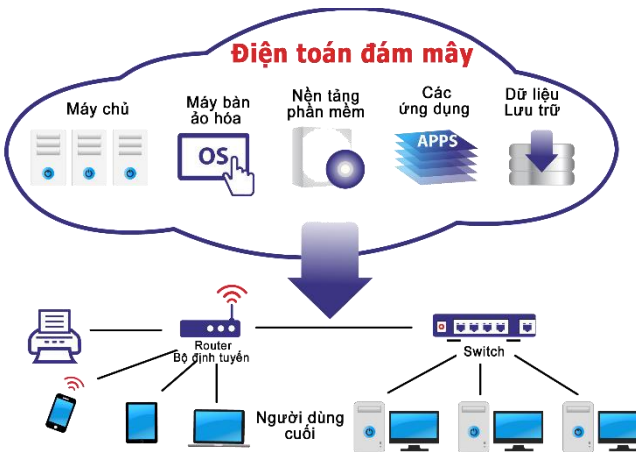 Điện toán đám mây
Máy chủ
Máy bàn
ảo hóa
Nền tảng
phần mềm
Các
ứng dụng
Dữ liệu
Lưu trữ
OS
APPS
Router
Bộ định tuyến
Switch
Người dùng
cuối